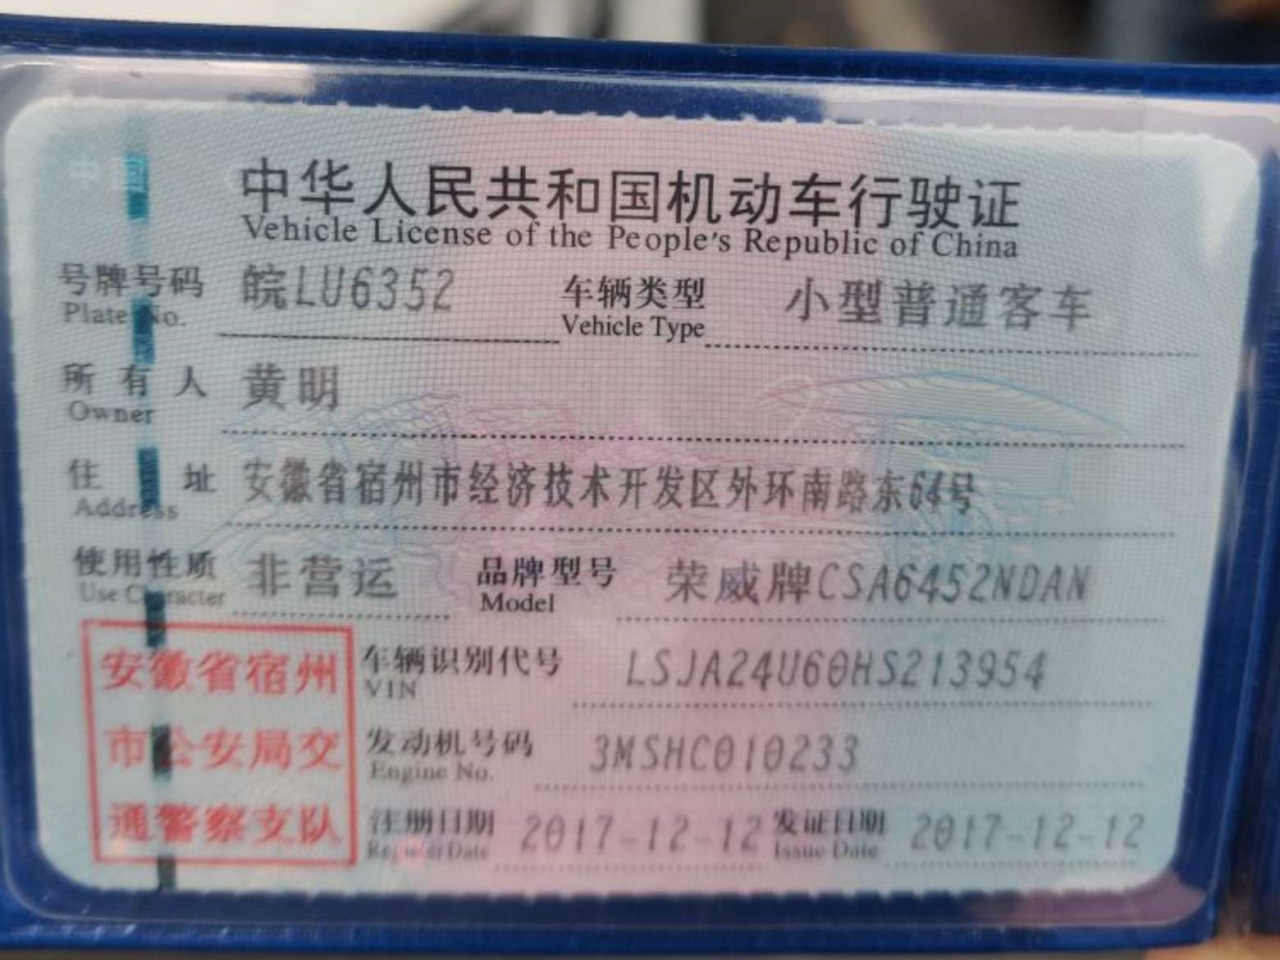 中华人民共和国机动车行驶证
Vehicle License of the People's Republic of China
号牌号码 皖LU6352 车辆类型 小型普通客车
Plate No. Vehicle Type
所有人 黄明
Owner
住址 安徽省宿州市经济技术开发区外环南路东64号
Address
使用性质 非营运 品牌型号 荣威牌CSA6452NDAN
Use Character Model
安徽省宿州 车辆识别代号 LSJA24U60HS213954
VIN
市公安局交 发动机号码 3MSHC010233
Engine No.
通警察支队 注册日期 2017-12-12 发证日期 2017-12-12
Register Date Issue Date